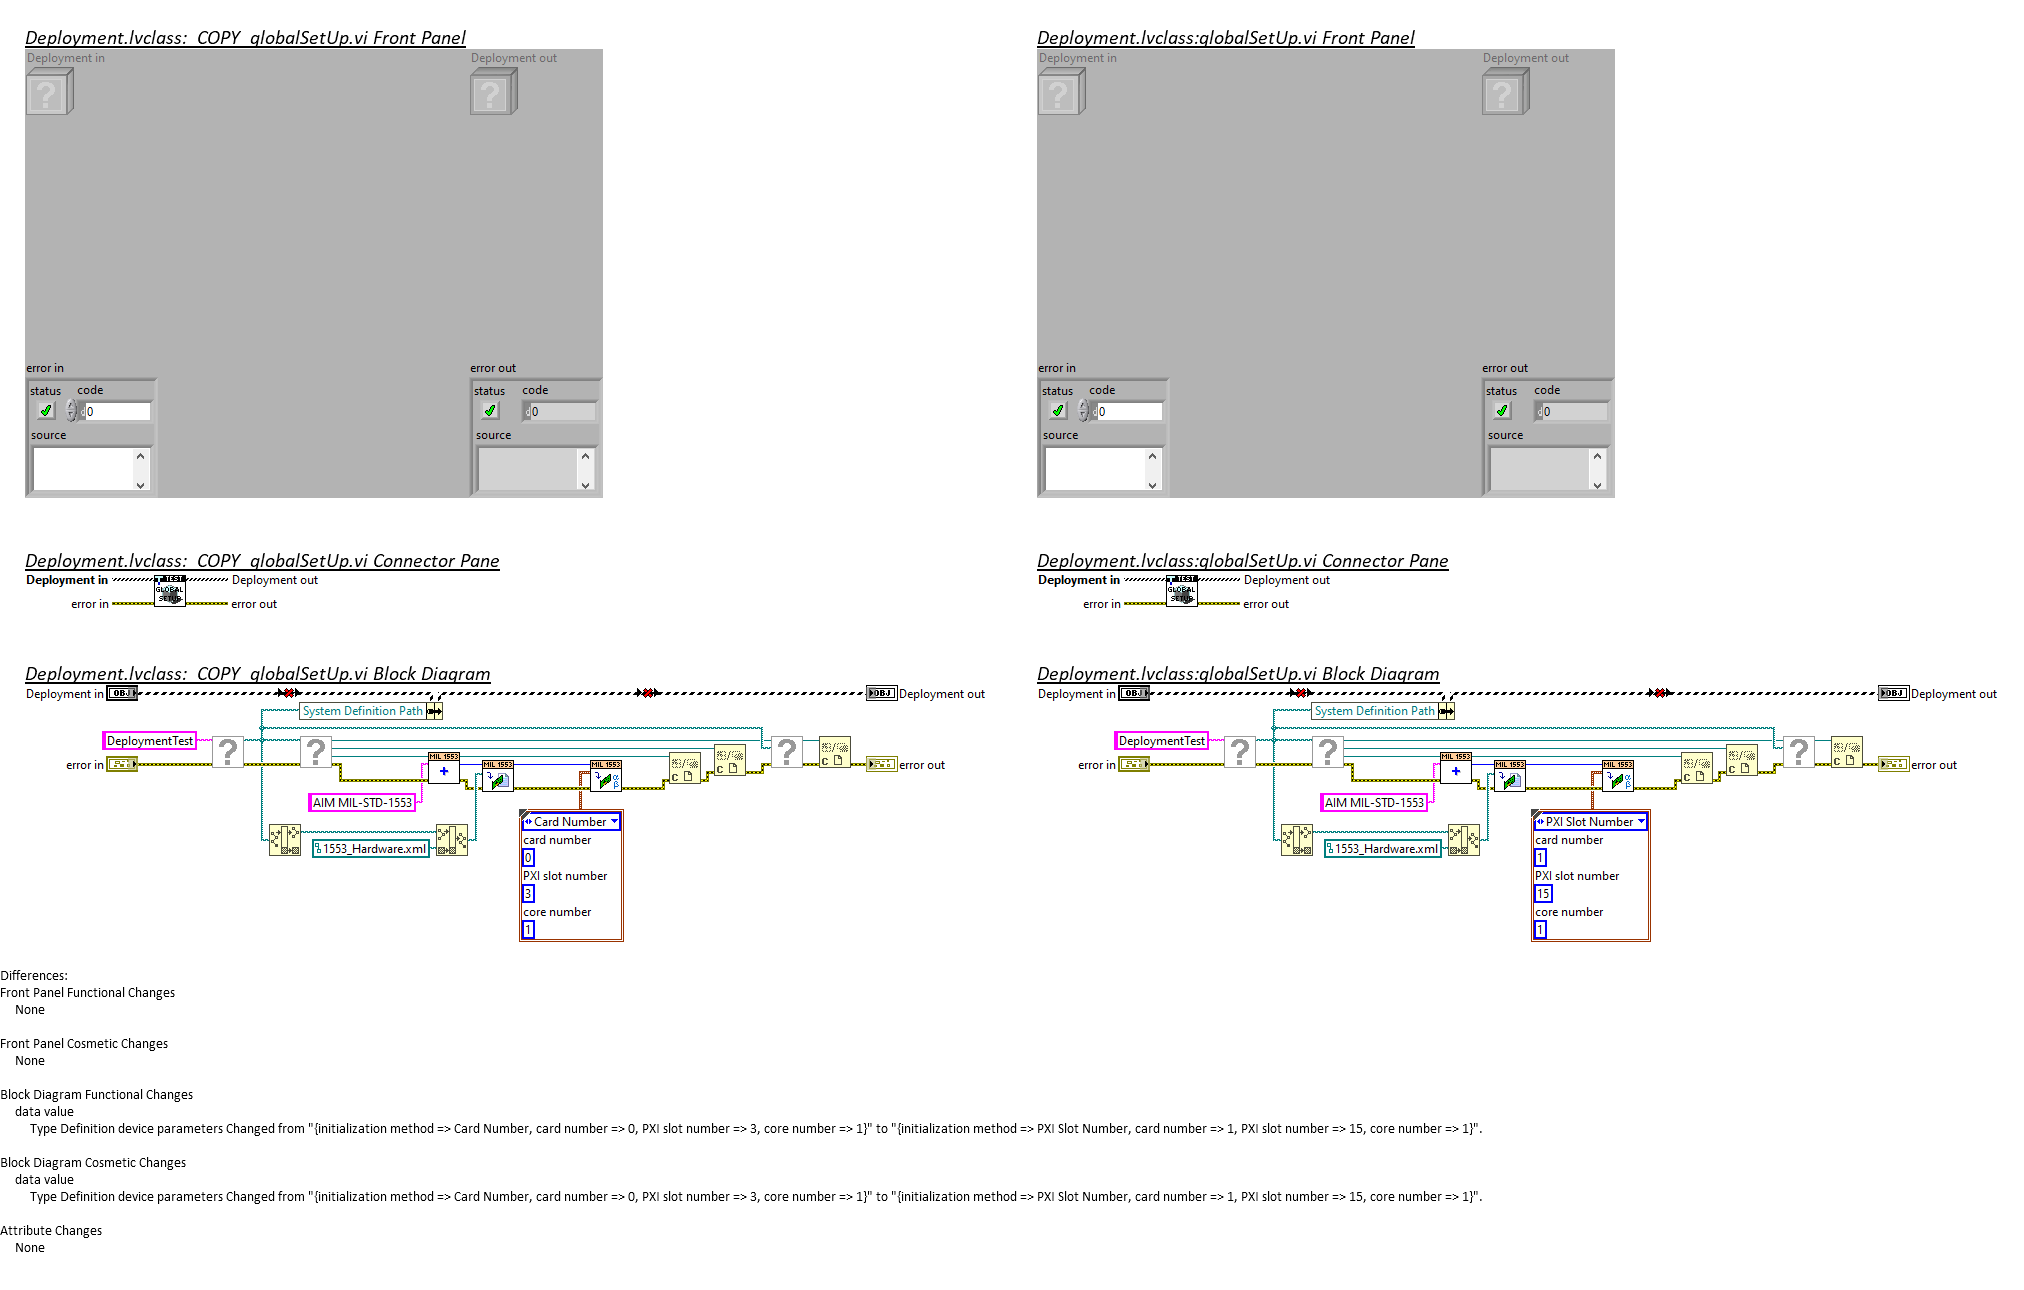 Deployment.lvclass:_COPY_globalSetUp.vi Front Panel
Deployment in
Deployment out
?
?
error in
error out
status code
0
source
status code
0
source
Deployment.lvclass:globalSetUp.vi Front Panel
Deployment in
Deployment out
?
?
error in
error out
status code
0
source
status code
0
source
Deployment.lvclass:_COPY_globalSetUp.vi Connector Pane
Deployment in
TEST
GLOBAL
SETUP
Deployment out
error in
error out
Deployment.lvclass:globalSetUp.vi Connector Pane
Deployment in
TEST
GLOBAL
SETUP
Deployment out
error in
error out
Deployment.lvclass:_COPY_globalSetUp.vi Block Diagram
Deployment in
OBJ
OBJ
Deployment out
System Definition Path
DeploymentTest
?
?
?
error in
MIL 1553
MIL 1553
MIL 1553
error out
AIM MIL-STD-1553
1553_Hardware.xml
Card Number
card number
0
PXI slot number
3
core number
1
Deployment.lvclass:globalSetUp.vi Block Diagram
Deployment in
OBJ
OBJ
Deployment out
System Definition Path
DeploymentTest
?
?
?
error in
MIL 1553
MIL 1553
MIL 1553
error out
AIM MIL-STD-1553
1553_Hardware.xml
PXI Slot Number
card number
1
PXI slot number
15
core number
1
Differences:
Front Panel Functional Changes
None
Front Panel Cosmetic Changes
None
Block Diagram Functional Changes
data value
Type Definition device parameters Changed from "{initialization method => Card Number, card number => 0, PXI slot number => 3, core number => 1}" to "{initialization method => PXI Slot Number, card number => 1, PXI slot number => 15, core number => 1}".
Block Diagram Cosmetic Changes
data value
Type Definition device parameters Changed from "{initialization method => Card Number, card number => 0, PXI slot number => 3, core number => 1}" to "{initialization method => PXI Slot Number, card number => 1, PXI slot number => 15, core number => 1}".
Attribute Changes
None